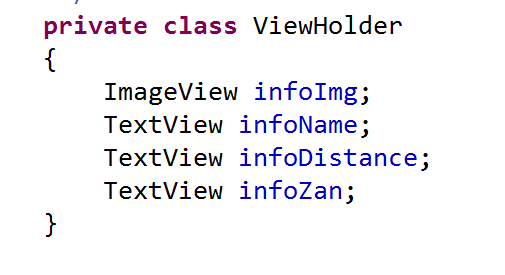 private class ViewHolder
{
ImageView infoImg;
TextView infoName;
TextView infoDistance;
TextView infoZan;
}